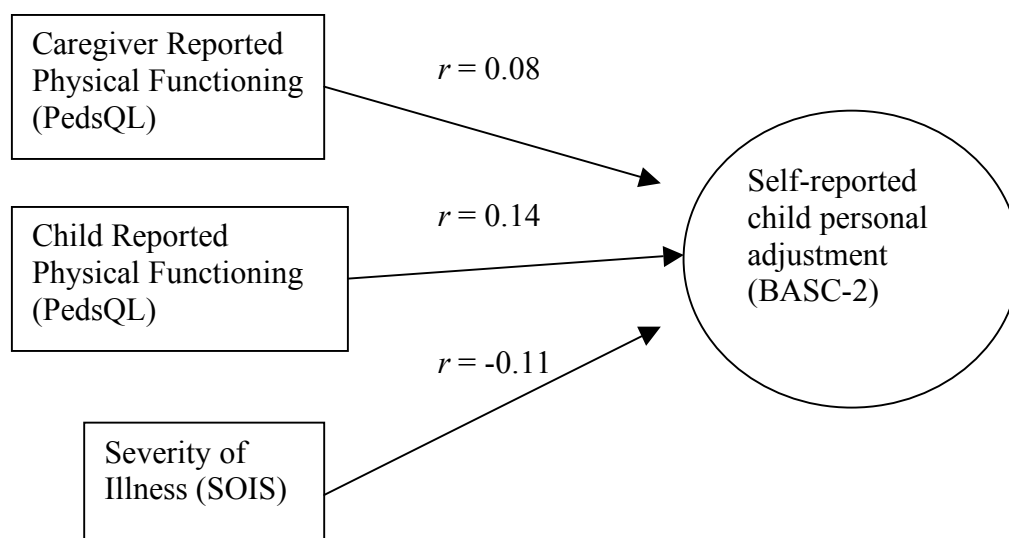 Caregiver Reported
Physical Functioning
(PedsQL)
r = 0.08
Child Reported
Physical Functioning
(PedsQL)
r = 0.14
Self-reported
child personal
adjustment
(BASC-2)
r = -0.11
Severity of
Illness (SOIS)